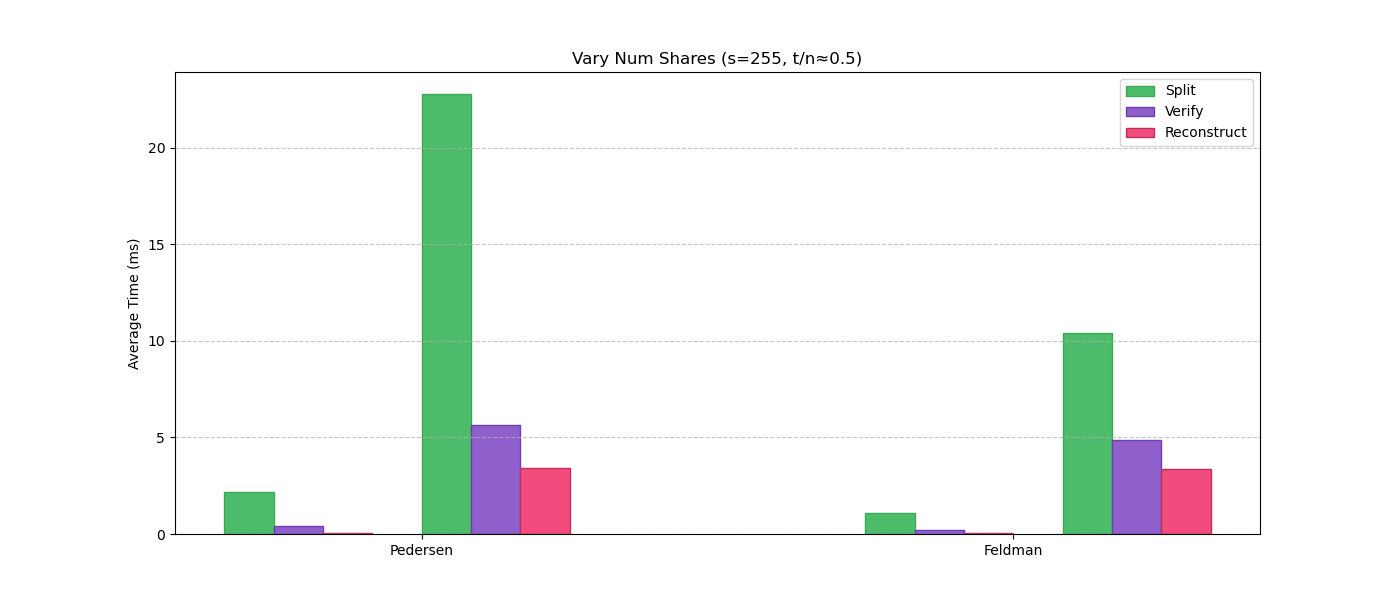 Vary Num Shares (s=255, t/n≈0.5)
Split
Verify
Reconstruct
Average Time (ms)
20
15
10
5
0
Pedersen
Feldman